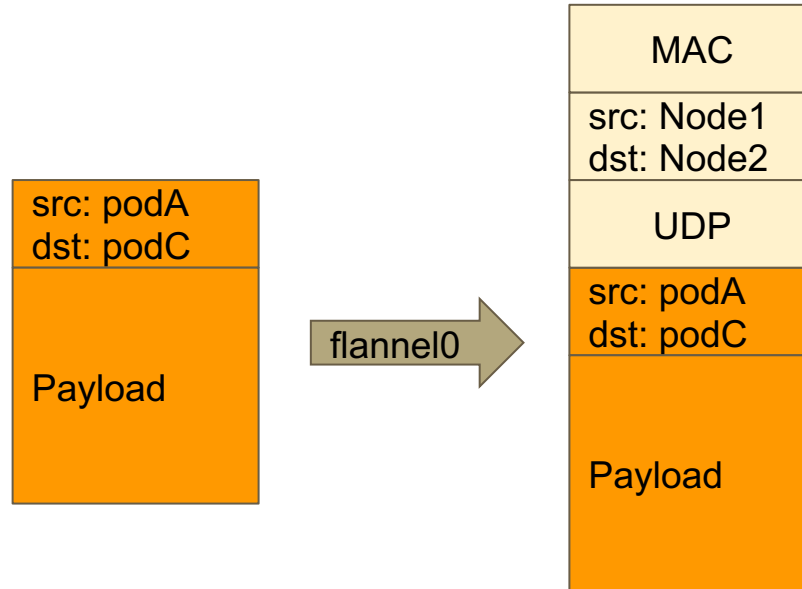 src: podA
dst: podC
Payload
flannel0
MAC
src: Node1
dst: Node2
UDP
src: podA
dst: podC
Payload